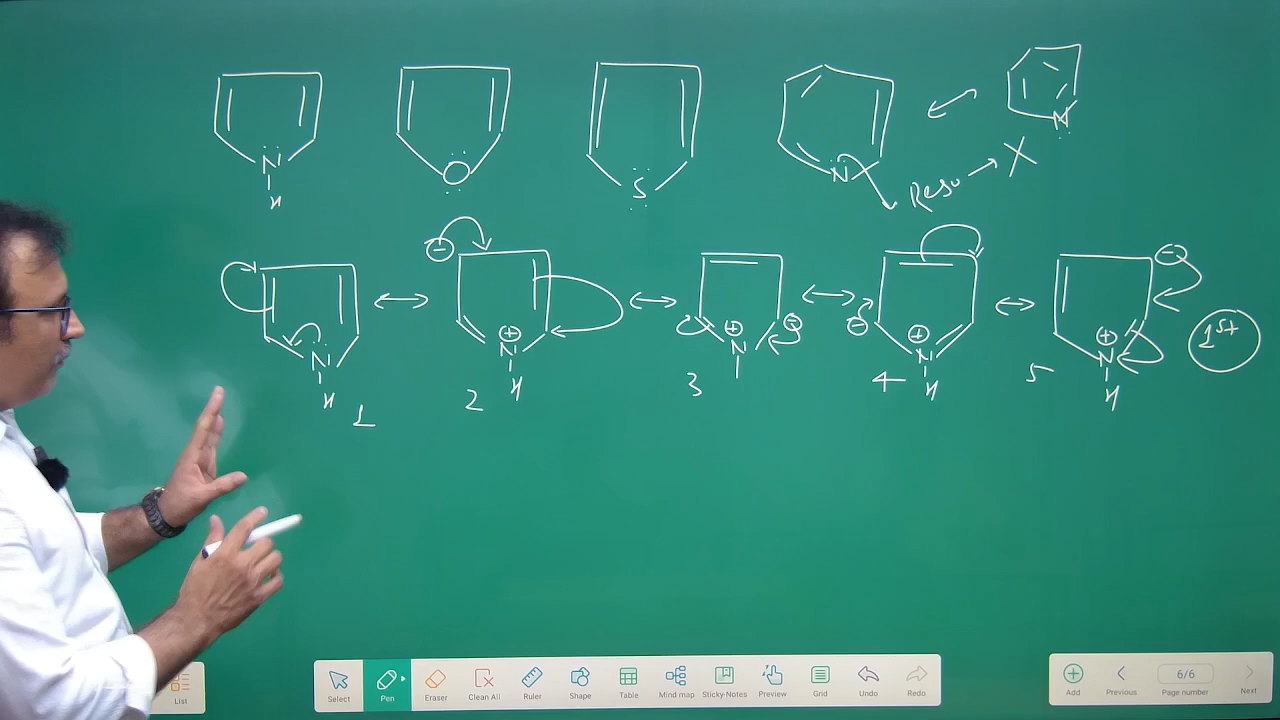 N
H
O
S
N
N
Reso → X
⊖
⊖
⊖
⊖
N
H
⊕
N
H
⊕
N
⊕
N
H
⊕
N
H
1st
1
2
3
4
5
List
Select
Pen
Eraser
Clean All
Ruler
Shape
Table
Mind map
Sticky-Notes
Preview
Grid
Undo
Redo
Add
Previous
6/6
Page number
Next